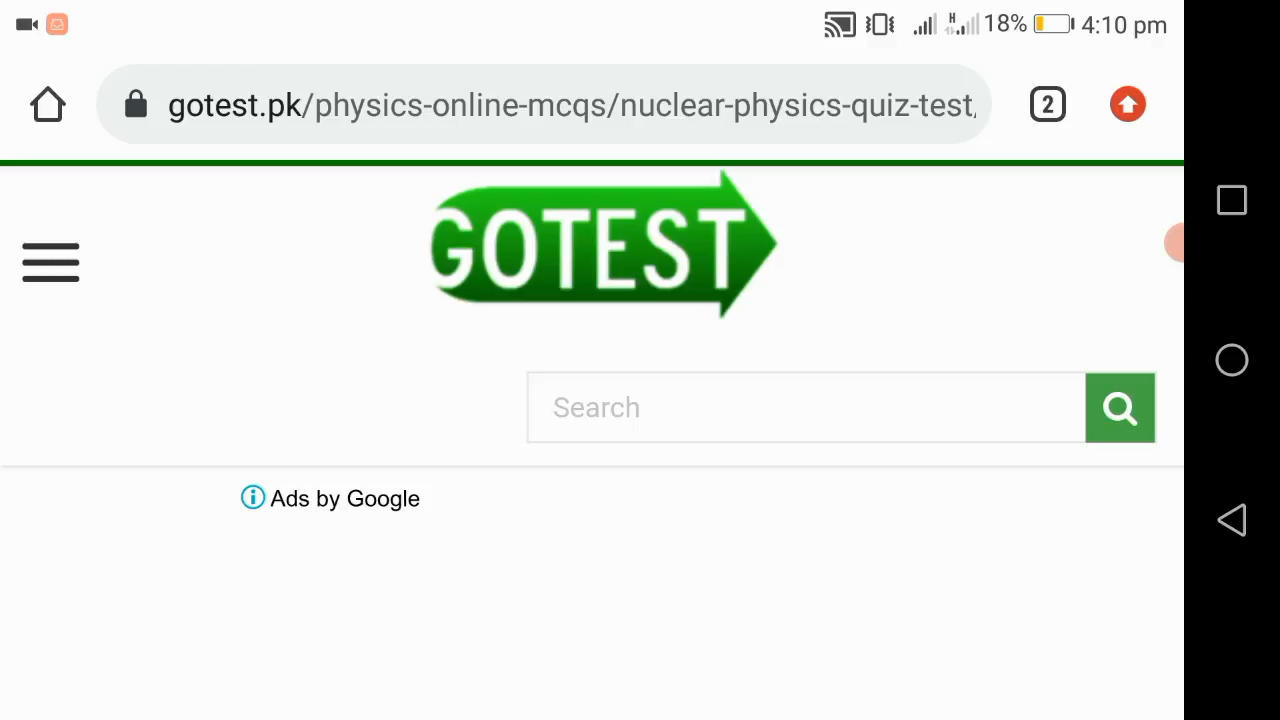 H 18% 4:10 pm
gotest.pk/physics-online-mcqs/nuclear-physics-quiz-test, 2
GOTEST
Search
Ads by Google